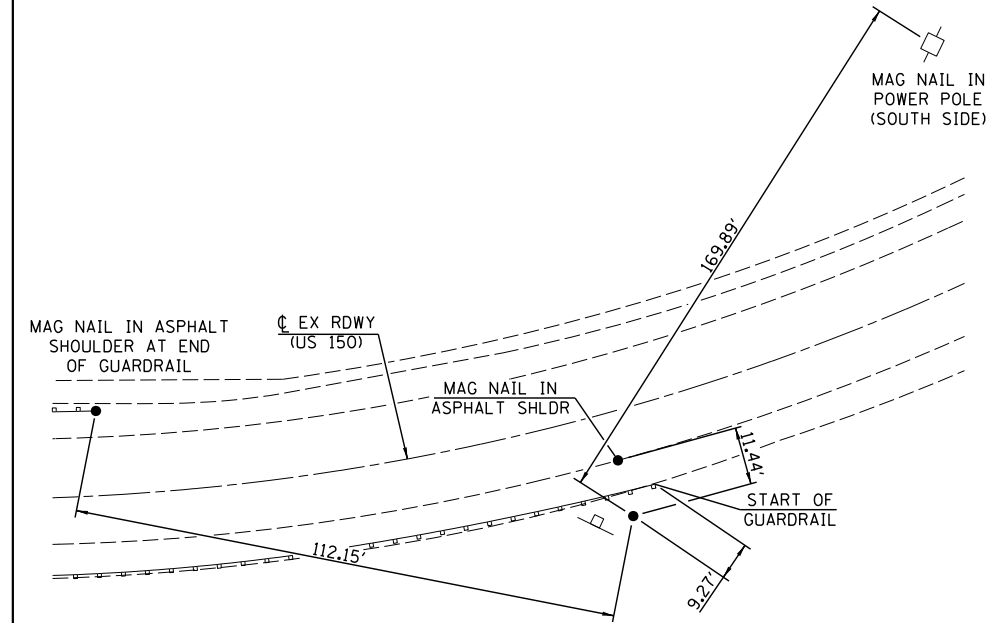 MAG NAIL IN
POWER POLE
(SOUTH SIDE)
169.89'
MAG NAIL IN ASPHALT
SHOULDER AT END
OF GUARDRAIL
℄ EX RDWY
(US 150)
MAG NAIL IN
ASPHALT SHLDR
11.44'
START OF
GUARDRAIL
112.15'
9.27'